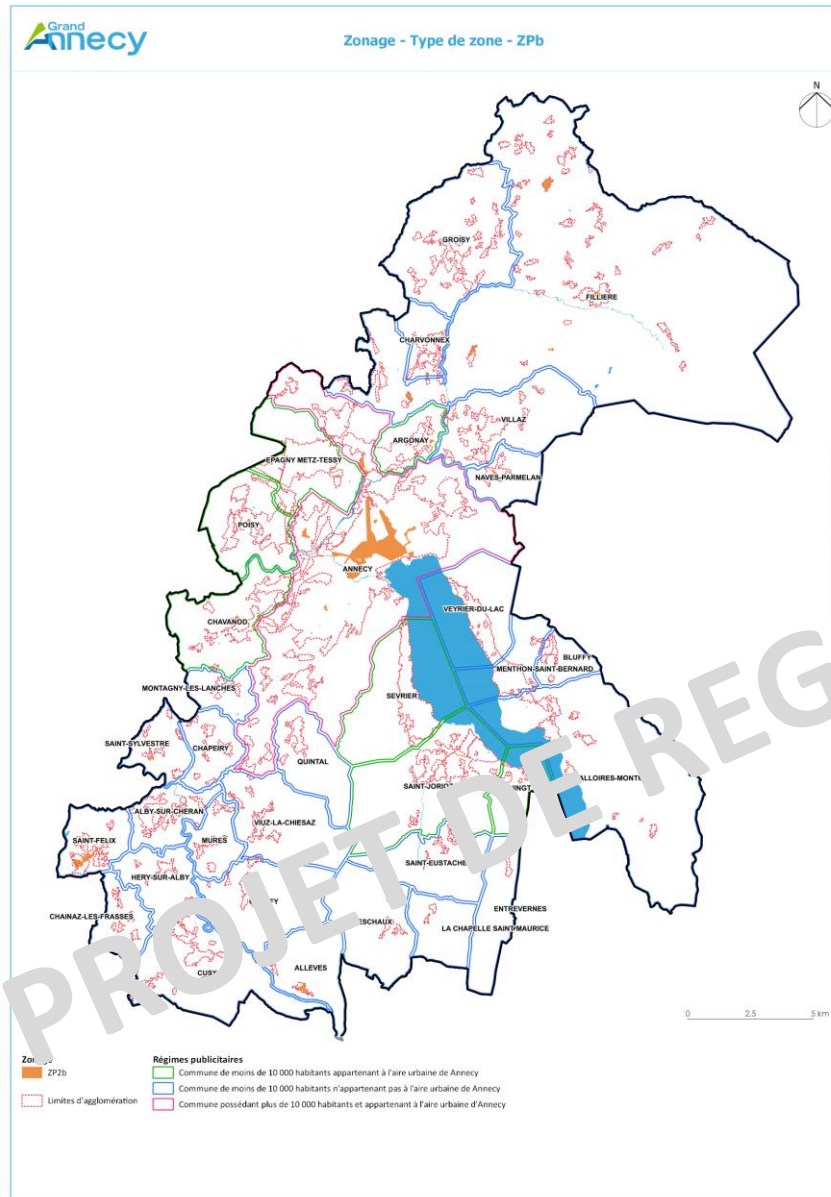 Grand
Annecy
Zonage - Type de zone - ZPb
N
GROISY
FILLIERE
CHARVONNEX
VILLAZ
ARGONAY
EPAGNY METZ-TESSY
NAVES-PARMELAN
POISY
ANNECY
VEYRIER-DU-LAC
CHAVANOD
BLUFFY
MENTHON-SAINT-BERNARD
MONTAGNY-LES-LANCHES
SEVRIER
SAINT-SYLVESTRE
CHAPEIRY
QUINTAL
SAINT-JORIOZ
ALBY-SUR-CHERAN
VIUZ-LA-CHIESAZ
SAINT-FELIX
MURES
SAINT-EUSTACHE
HERY-SUR-ALBY
ENTREVERNES
CHAINAZ-LES-FRASSES
LA CHAPELLE SAINT-MAURICE
ALLEVES
CUSY
PROJET DE REG
0 2.5 5 km
Zonage Régimes publicitaires
ZP2b Commune de moins de 10 000 habitants appartenant à l'aire urbaine de Annecy
Commune de moins de 10 000 habitants n'appartenant pas à l'aire urbaine de Annecy
Limites d'agglomération Commune possédant plus de 10 000 habitants et appartenant à l'aire urbaine d'Annecy